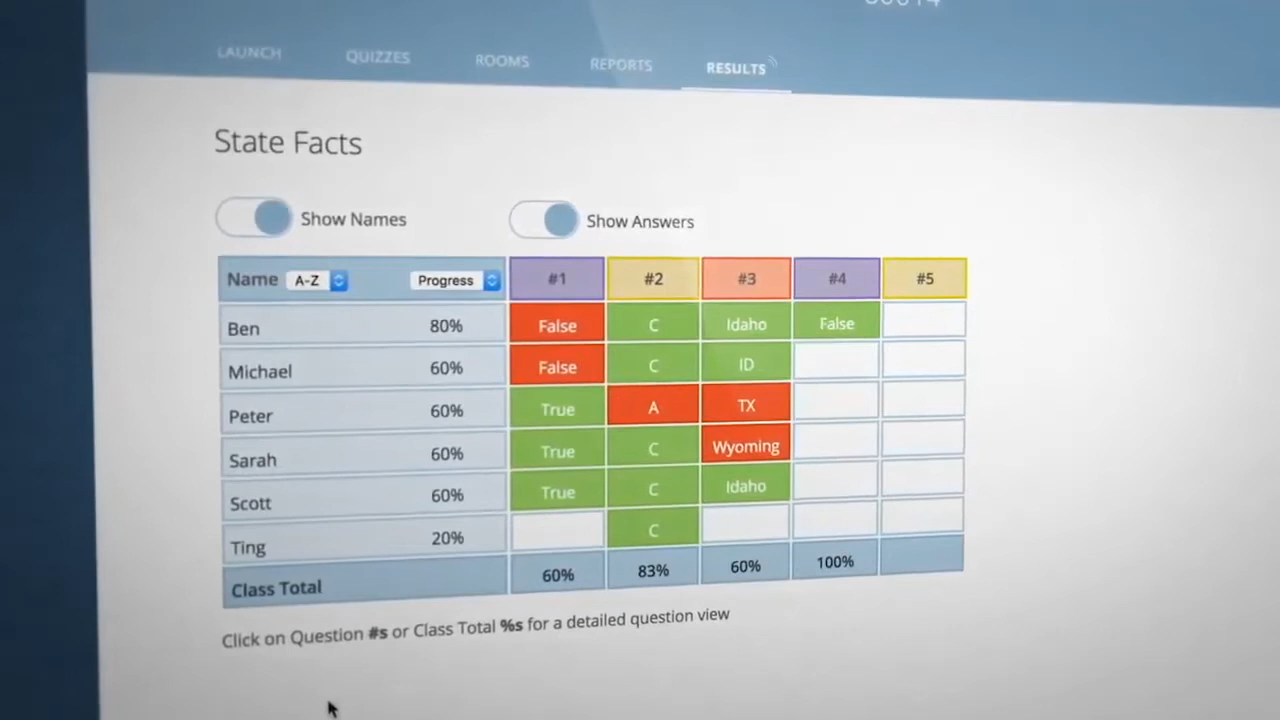 LAUNCH QUIZZES ROOMS REPORTS RESULTS
State Facts
Show Names Show Answers
Name A-Z Progress #1 #2 #3 #4 #5
Ben 80% False C Idaho False
Michael 60% False C ID
Peter 60% True A TX
Sarah 60% True C Wyoming
Scott 60% True C Idaho
Ting 20% C
Class Total 60% 83% 60% 100%
Click on Question #s or Class Total %s for a detailed question view